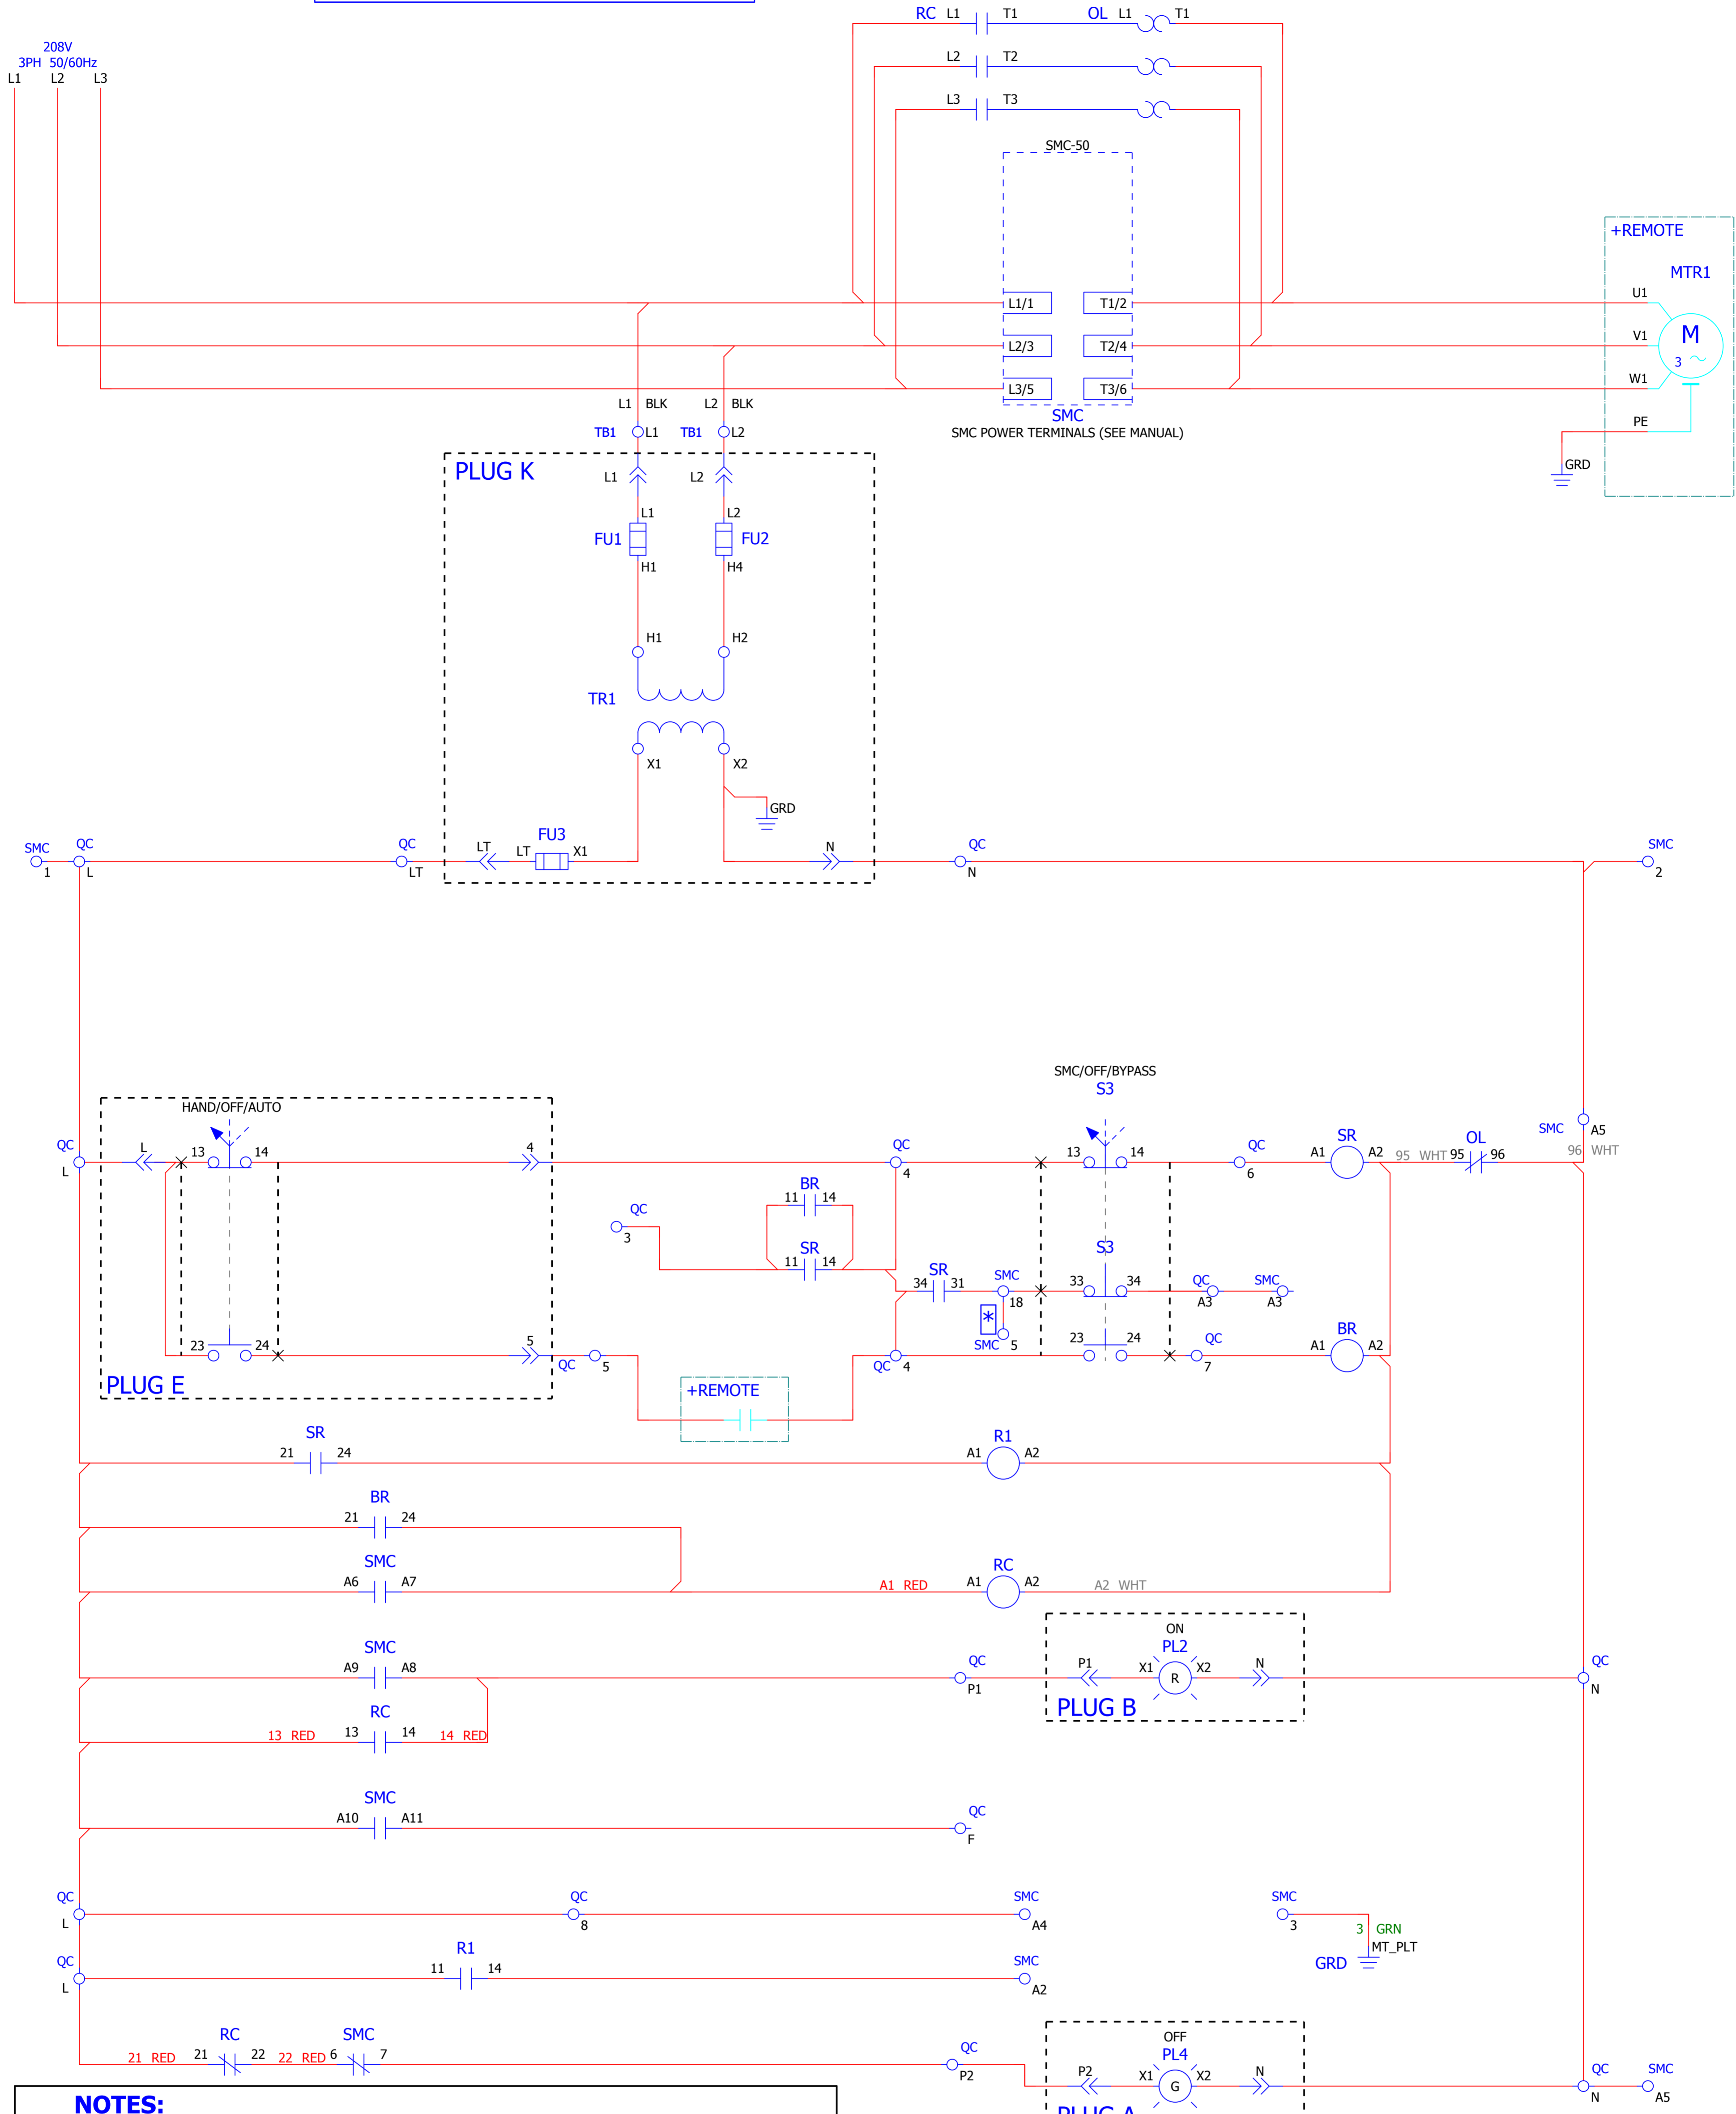 RC L1 T1 OL L1 T1
208V
3PH 50/60Hz
L1 L2 L3
L2 T2
L3 T3
SMC-50
+REMOTE
MTR1
L1/1 T1/2 U1
L2/3 T2/4 V1
M
3
L3/5 T3/6 W1
L1 BLK L2 BLK
SMC
PE
TB1 L1 TB1 L2
SMC POWER TERMINALS (SEE MANUAL)
PLUG K
L1 L2
GRD
L1 L2
FU1 FU2
H1 H4
H1 H2
TR1
X1 X2
GRD
FU3
SMC QC QC LT LT X1 N QC SMC
1 L LT N 2
SMC/OFF/BYPASS
S3
HAND/OFF/AUTO
SMC A5
QC L 13 14 4 QC 13 14 QC SR OL
A1 A2 95 WHT 95 96 96 WHT
L 4 6
BR
11 14
QC
3
SR
11 14
S3
SR
34 31 SMC 33 34 QC SMC
18 A3 A3
*
SMC 5
23 24 5 23 24 QC BR
A1 A2
QC 5 QC 4 7
PLUG E
+REMOTE
SR R1
21 24 A1 A2
BR
21 24
SMC RC
A6 A7 A1 RED A1 A2 A2 WHT
ON
SMC PL2
A9 A8 QC P1 X1 R X2 N QC
P1 N
PLUG B
RC
13 RED 13 14 14 RED
SMC
A10 A11 QC
F
QC QC SMC SMC
L 8 A4 3
3 GRN
MT_PLT
GRD
QC R1 SMC
L 11 14 A2
OFF
RC SMC PL4
21 RED 21 22 22 RED 6 7 QC P2 X1 G X2 N QC SMC
P2 N A5
NOTES:
PLUG A